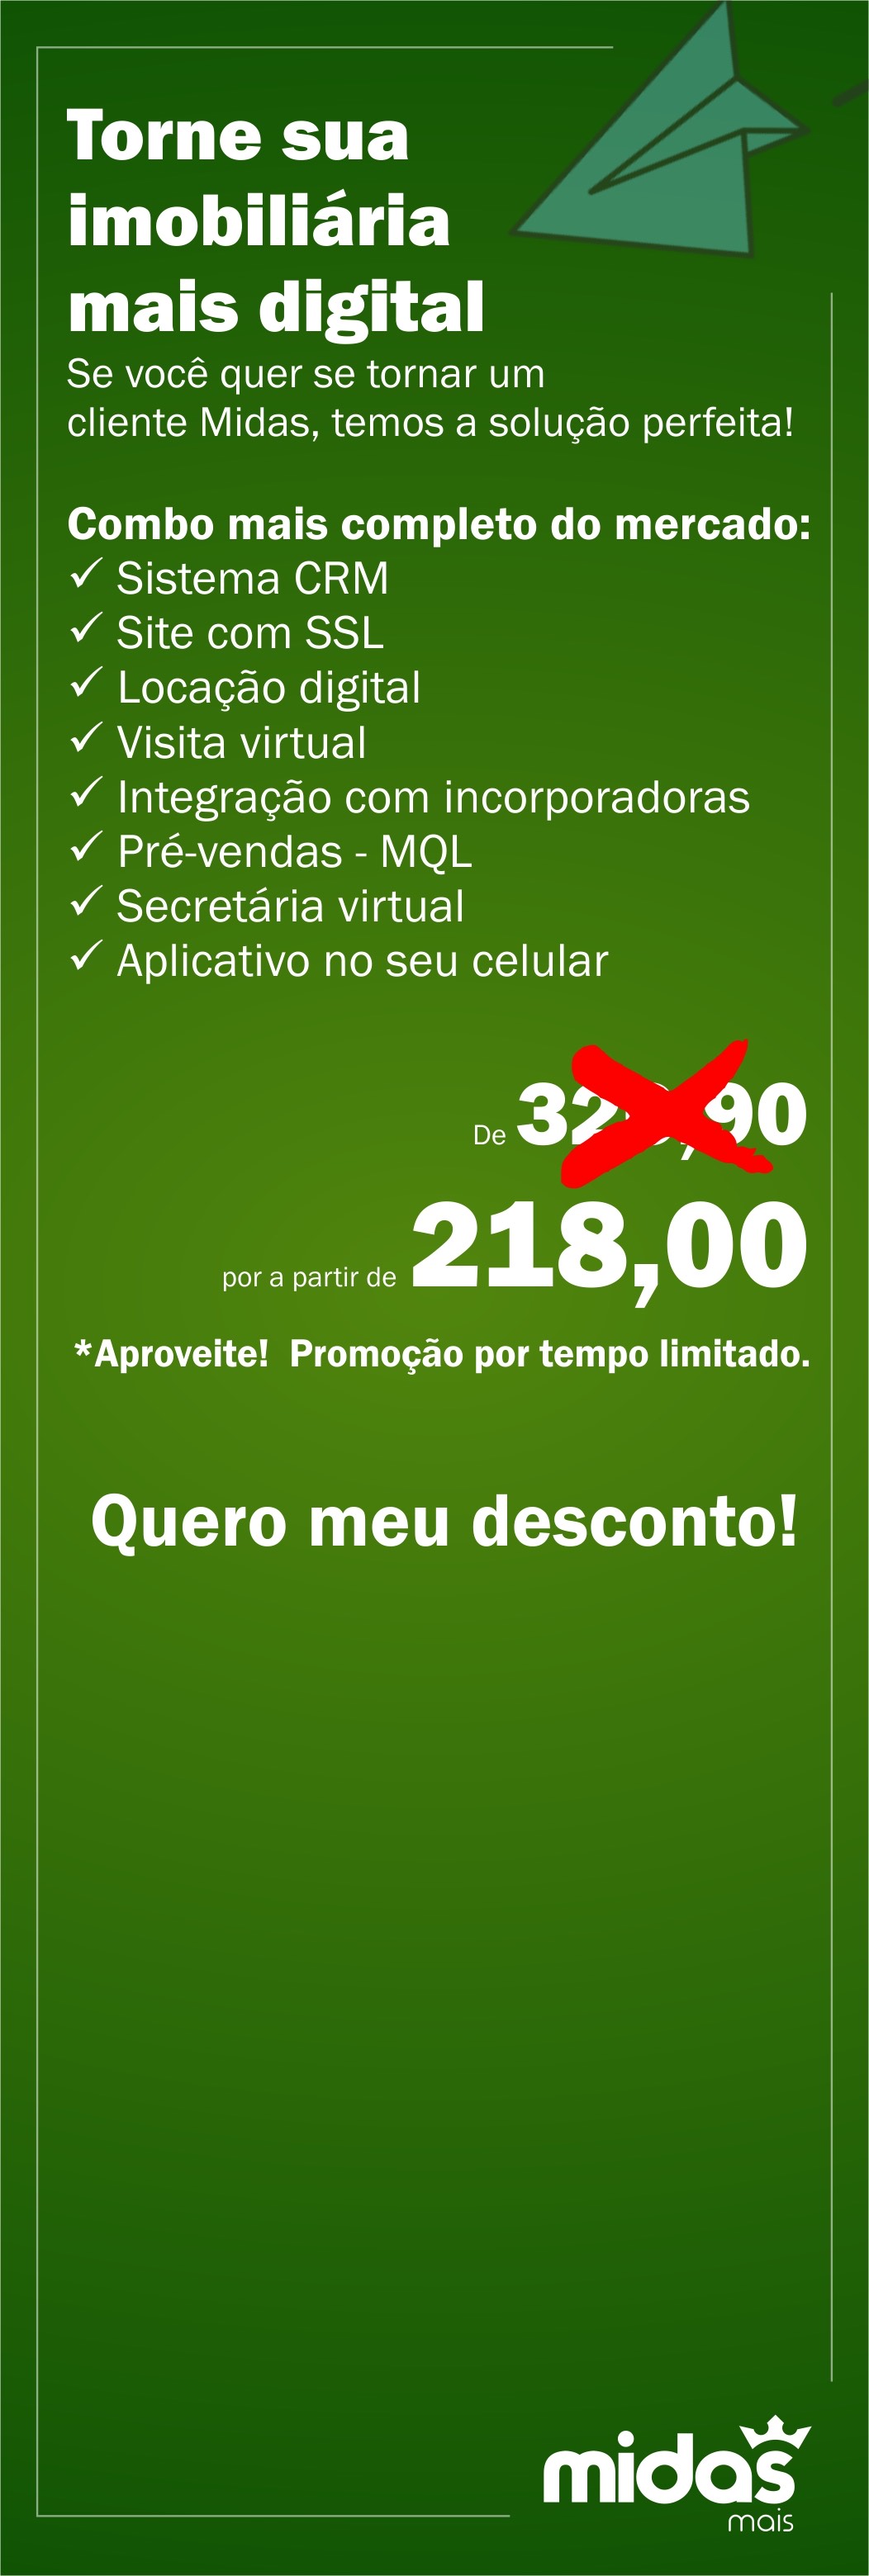 Torne sua
imobiliária
mais digital
Se você quer se tornar um
cliente Midas, temos a solução perfeita!
Combo mais completo do mercado:
✓ Sistema CRM
✓ Site com SSL
✓ Locação digital
✓ Visita virtual
✓ Integração com incorporadoras
✓ Pré-vendas - MQL
✓ Secretária virtual
✓ Aplicativo no seu celular
De
por a partir de 218,00
*Aproveite! Promoção por tempo limitado.
Quero meu desconto!
midas
mais